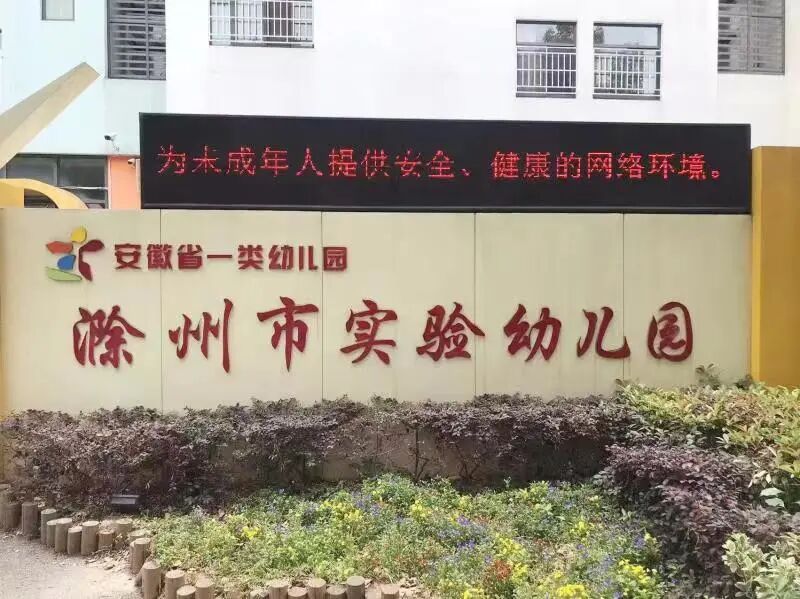 为未成年人提供安全、健康的网络环境。
安徽省一类幼儿园
滁州市实验幼儿园